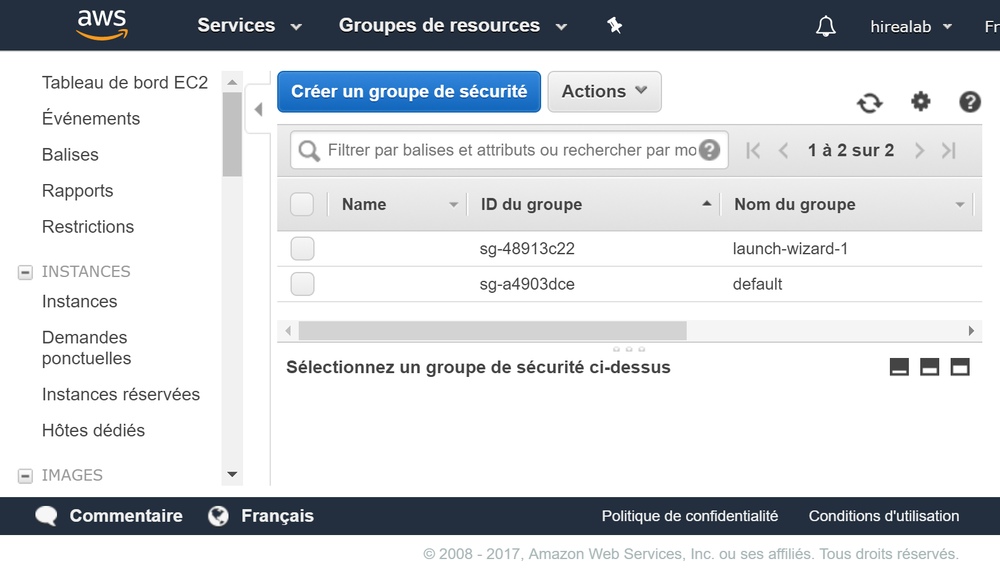 aws Services Groupes de resources hirealab Fr
Tableau de bord EC2
Événements
Balises
Rapports
Restrictions
INSTANCES
Instances
Demandes
ponctuelles
Instances réservées
Hôtes dédiés
IMAGES
Créer un groupe de sécurité Actions
Filtrer par balises et attributs ou rechercher par mo 1 à 2 sur 2
Name ID du groupe Nom du groupe
sg-48913c22 launch-wizard-1
sg-a4903dce default
Sélectionnez un groupe de sécurité ci-dessus
Commentaire Français Politique de confidentialité Conditions d'utilisation
© 2008 - 2017, Amazon Web Services, Inc. ou ses affiliés. Tous droits réservés.